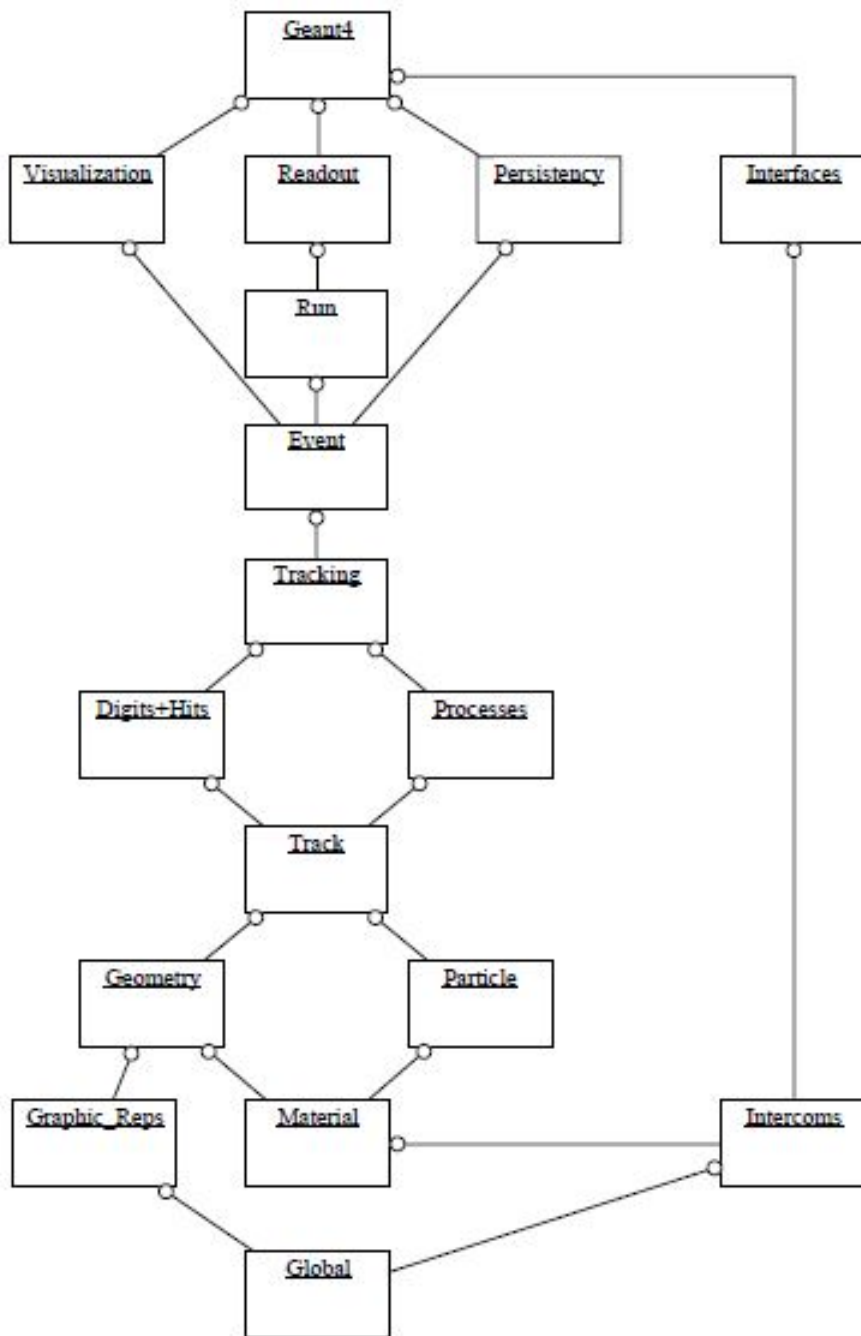 Geant4
Visualization
Readout
Persistency
Interfaces
Run
Event
Tracking
Digits+Hits
Processes
Track
Geometry
Particle
Graphic_Reps
Material
Intercoms
Global